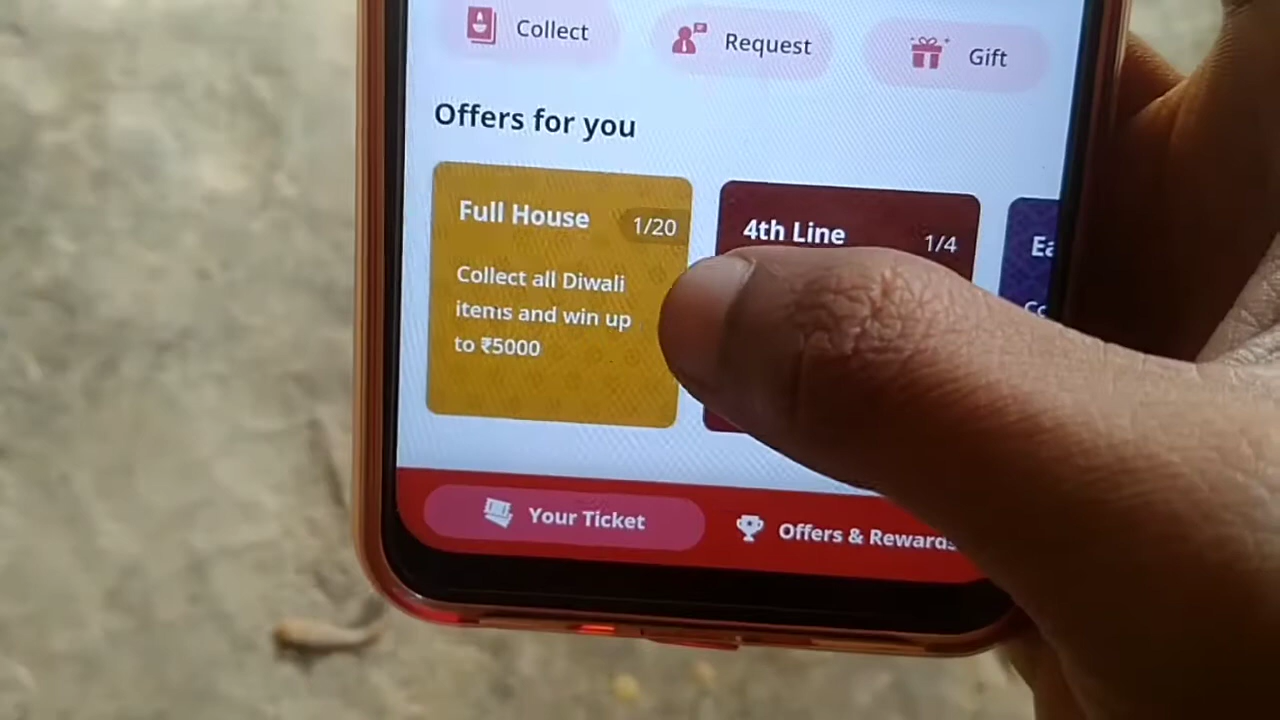 Collect
Request
Gift
Offers for you
Full House
1/20
Collect all Diwali
items and win up
to ₹5000
4th Line
1/4
Your Ticket
Offers & Rewards